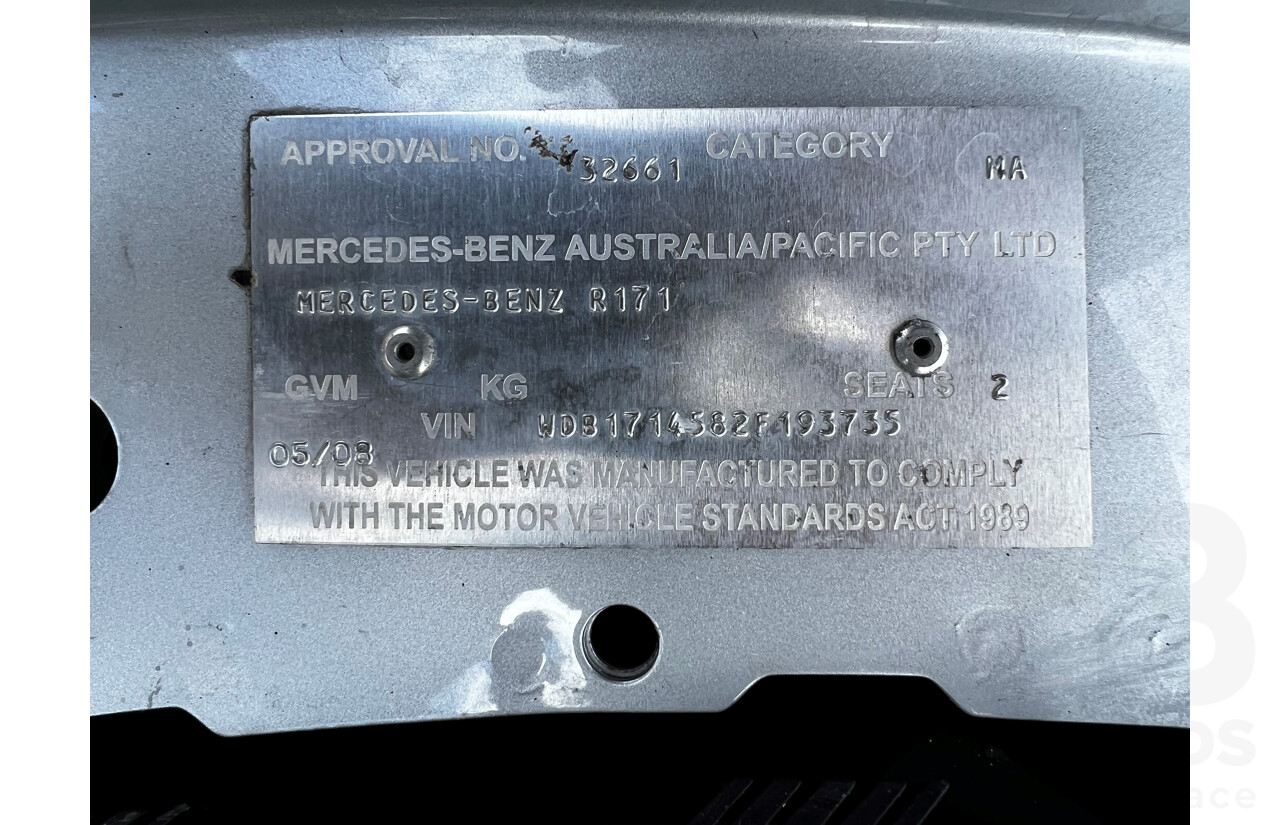 APPROVAL NO. CATEGORY
32661 MA
MERCEDES-BENZ AUSTRALIA/PACIFIC PTY LTD
MERCEDES-BENZ R171
GVM KG SEATS 2
VIN WDB1714582F193735
05/08
THIS VEHICLE WAS MANUFACTURED TO COMPLY
WITH THE MOTOR VEHICLE STANDARDS ACT 1989